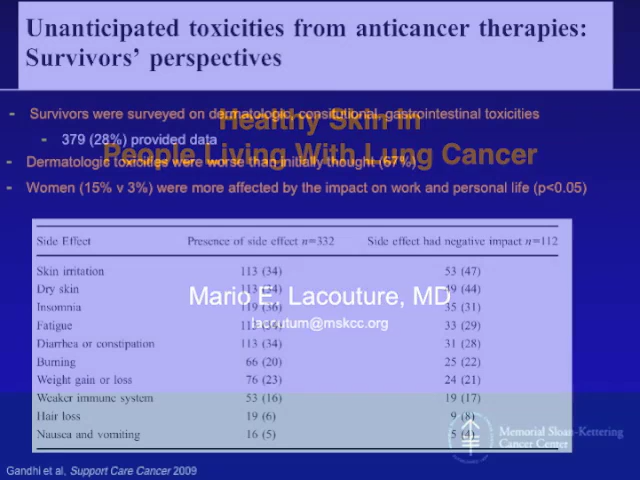 Unanticipated toxicities from anticancer therapies:
Survivors' perspectives
- Survivors were surveyed on dermatologic, consitutional, gastrointestinal toxicities
Healthy Skin In
- 379 (28%) provided data
People Living With Lung Cancer
- Dermatologic toxicities were worse than initially thought (67%)
- Women (15% v 3%) were more affected by the impact on work and personal life (p<0.05)
Side Effect Presence of side effect n=332 Side effect had negative impact n=112
Skin irritation 113 (34) 53 (47)
Dry skin 113 (34) 49 (44)
Mario E. Lacouture, MD
Insomnia 119 (36) 35 (31)
lacoutum@mskcc.org
Fatigue 33 (29)
Diarrhea or constipation 113 (34) 31 (28)
Burning 66 (20) 25 (22)
Weight gain or loss 76 (23) 24 (21)
Weaker immune system 53 (16) 19 (17)
Hair loss 19 (6) 9 (8)
Nausea and vomiting 16 (5) 5 (4)
Memorial Sloan-Kettering
Cancer Center
Gandhi et al, Support Care Cancer 2009